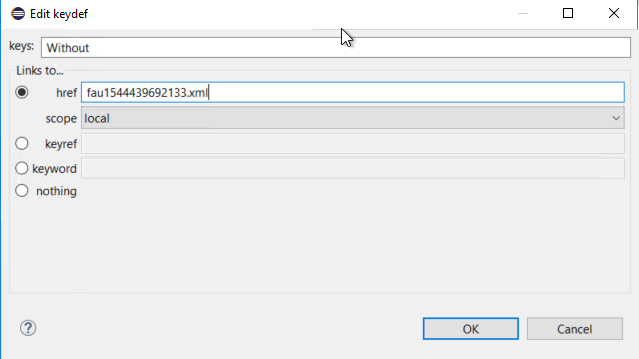 Edit keydef
keys: Without
Links to...
href fau1544439692133.xml
scope local
keyref
keyword
nothing
? OK Cancel